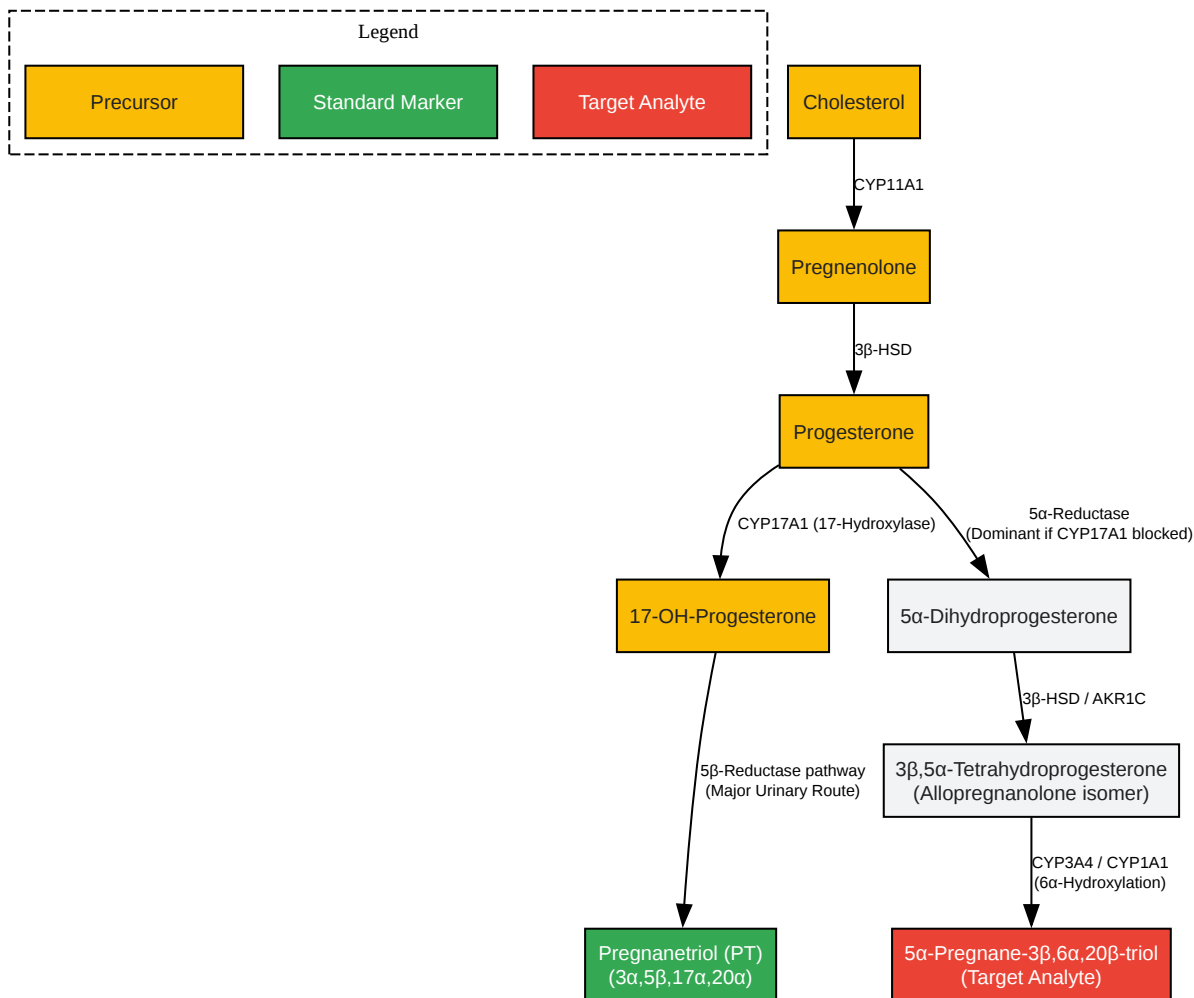 Legend
Precursor
Standard Marker
Target Analyte
Cholesterol
CYP11A1
Pregnenolone
3β-HSD
Progesterone
CYP17A1 (17-Hydroxylase)
5α-Reductase
(Dominant if CYP17A1 blocked)
17-OH-Progesterone
5α-Dihydroprogesterone
3β-HSD / AKR1C
5β-Reductase pathway
(Major Urinary Route)
3β,5α-Tetrahydroprogesterone
(Allopregnanolone isomer)
CYP3A4 / CYP1A1
(6α-Hydroxylation)
Pregnanetriol (PT)
(3α,5β,17α,20α)
5α-Pregnane-3β,6α,20β-triol
(Target Analyte)